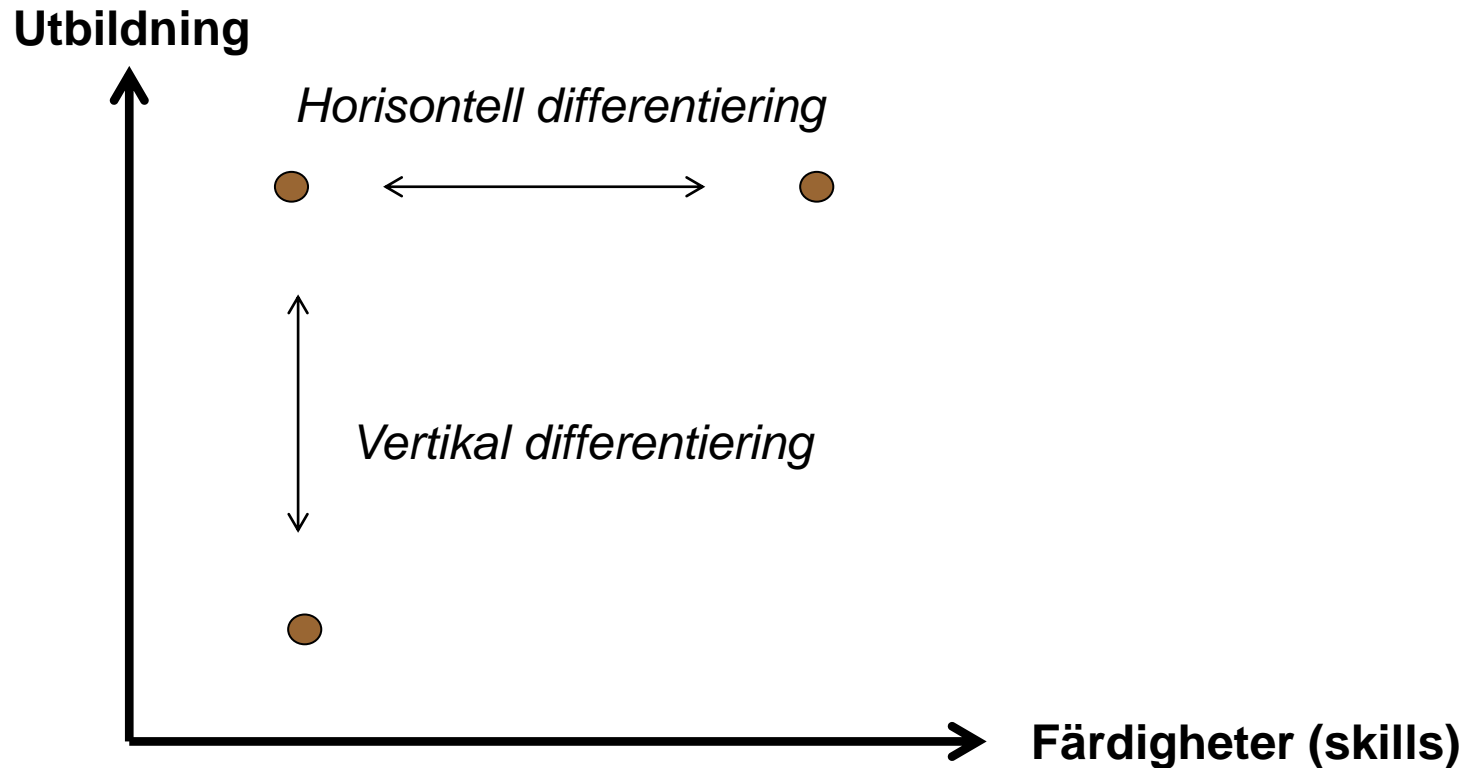 Utbildning
Horisontell differentiering
Vertikal differentiering
Färdigheter (skills)